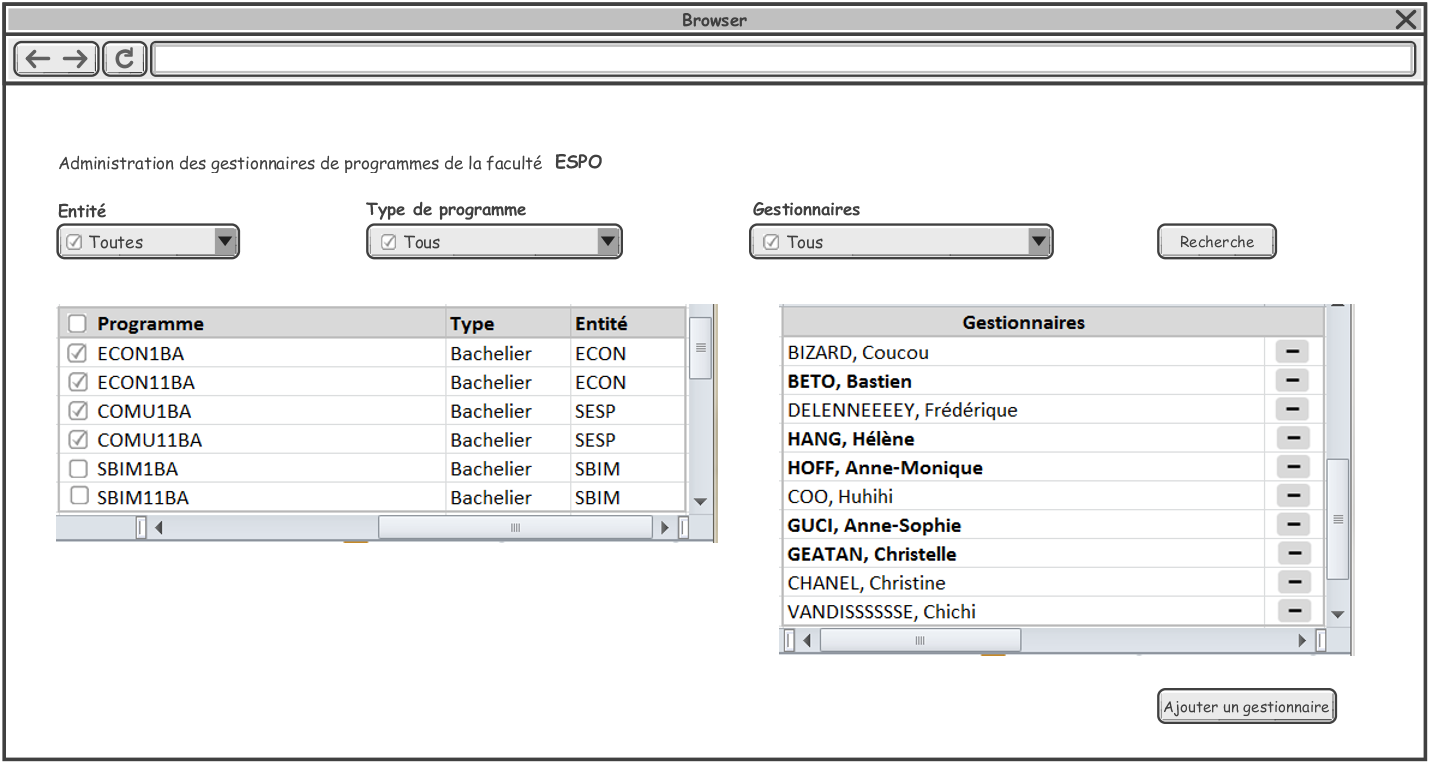 Browser
Administration des gestionnaires de programmes de la faculté ESPO
Entité Type de programme Gestionnaires
Toutes Tous Tous Recherche
Programme Type Entité
ECON1BA Bachelier ECON
ECON11BA Bachelier ECON
COMU1BA Bachelier SESP
COMU11BA Bachelier SESP
SBIM1BA Bachelier SBIM
SBIM11BA Bachelier SBIM
Gestionnaires
BIZARD, Coucou
BETO, Bastien
DELENNEEEEY, Frédérique
HANG, Hélène
HOFF, Anne-Monique
COO, Huhihi
GUCI, Anne-Sophie
GEATAN, Christelle
CHANEL, Christine
VANDISSSSSSE, Chichi
Ajouter un gestionnaire